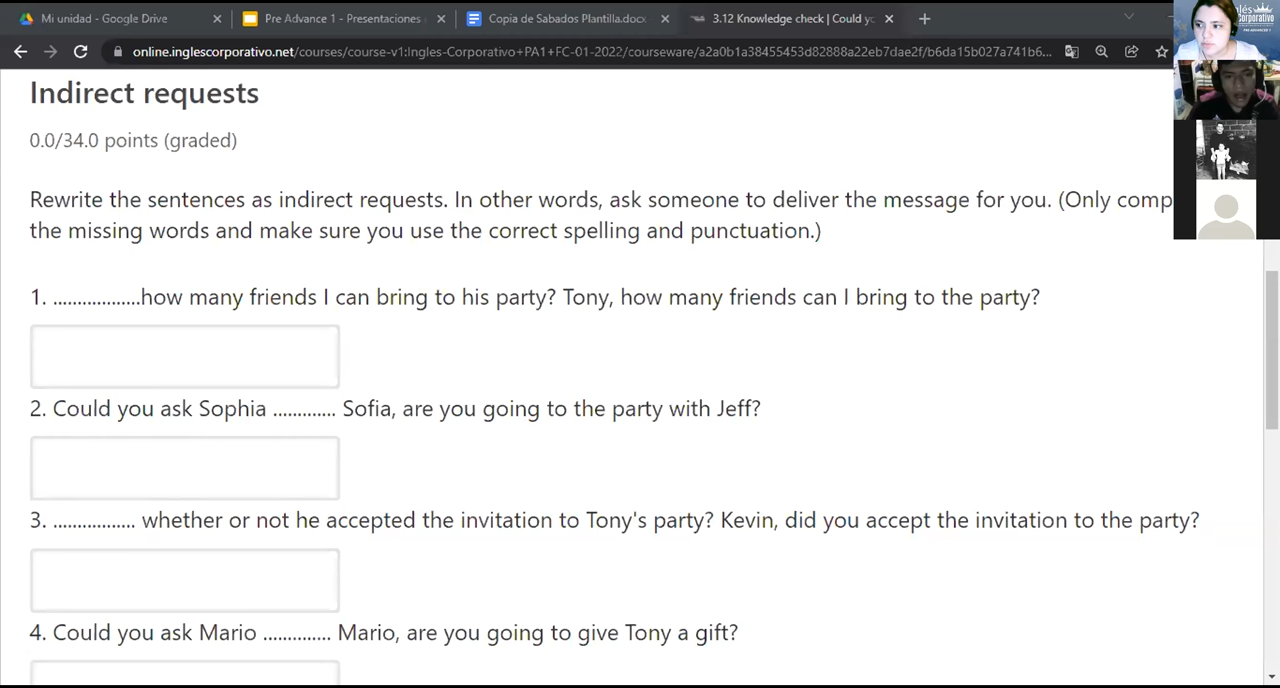 Mi unidad - Google Drive
Pre Advance 1 - Presentaciones
Copia de Sabados Plantilla.docx
3.12 Knowledge check | Could yo
online.inglescorporativo.net/courses/course-v1:Ingles-Corporativo+PA1+FC-01-2022/courseware/a2a0b1a38455453d82888a22eb7dae2f/b6da15b027a741b6...
Indirect requests
0.0/34.0 points (graded)
Rewrite the sentences as indirect requests. In other words, ask someone to deliver the message for you. (Only comp
the missing words and make sure you use the correct spelling and punctuation.)
1. ..................how many friends I can bring to his party? Tony, how many friends can I bring to the party?
2. Could you ask Sophia ............. Sofia, are you going to the party with Jeff?
3. ................. whether or not he accepted the invitation to Tony's party? Kevin, did you accept the invitation to the party?
4. Could you ask Mario .............. Mario, are you going to give Tony a gift?